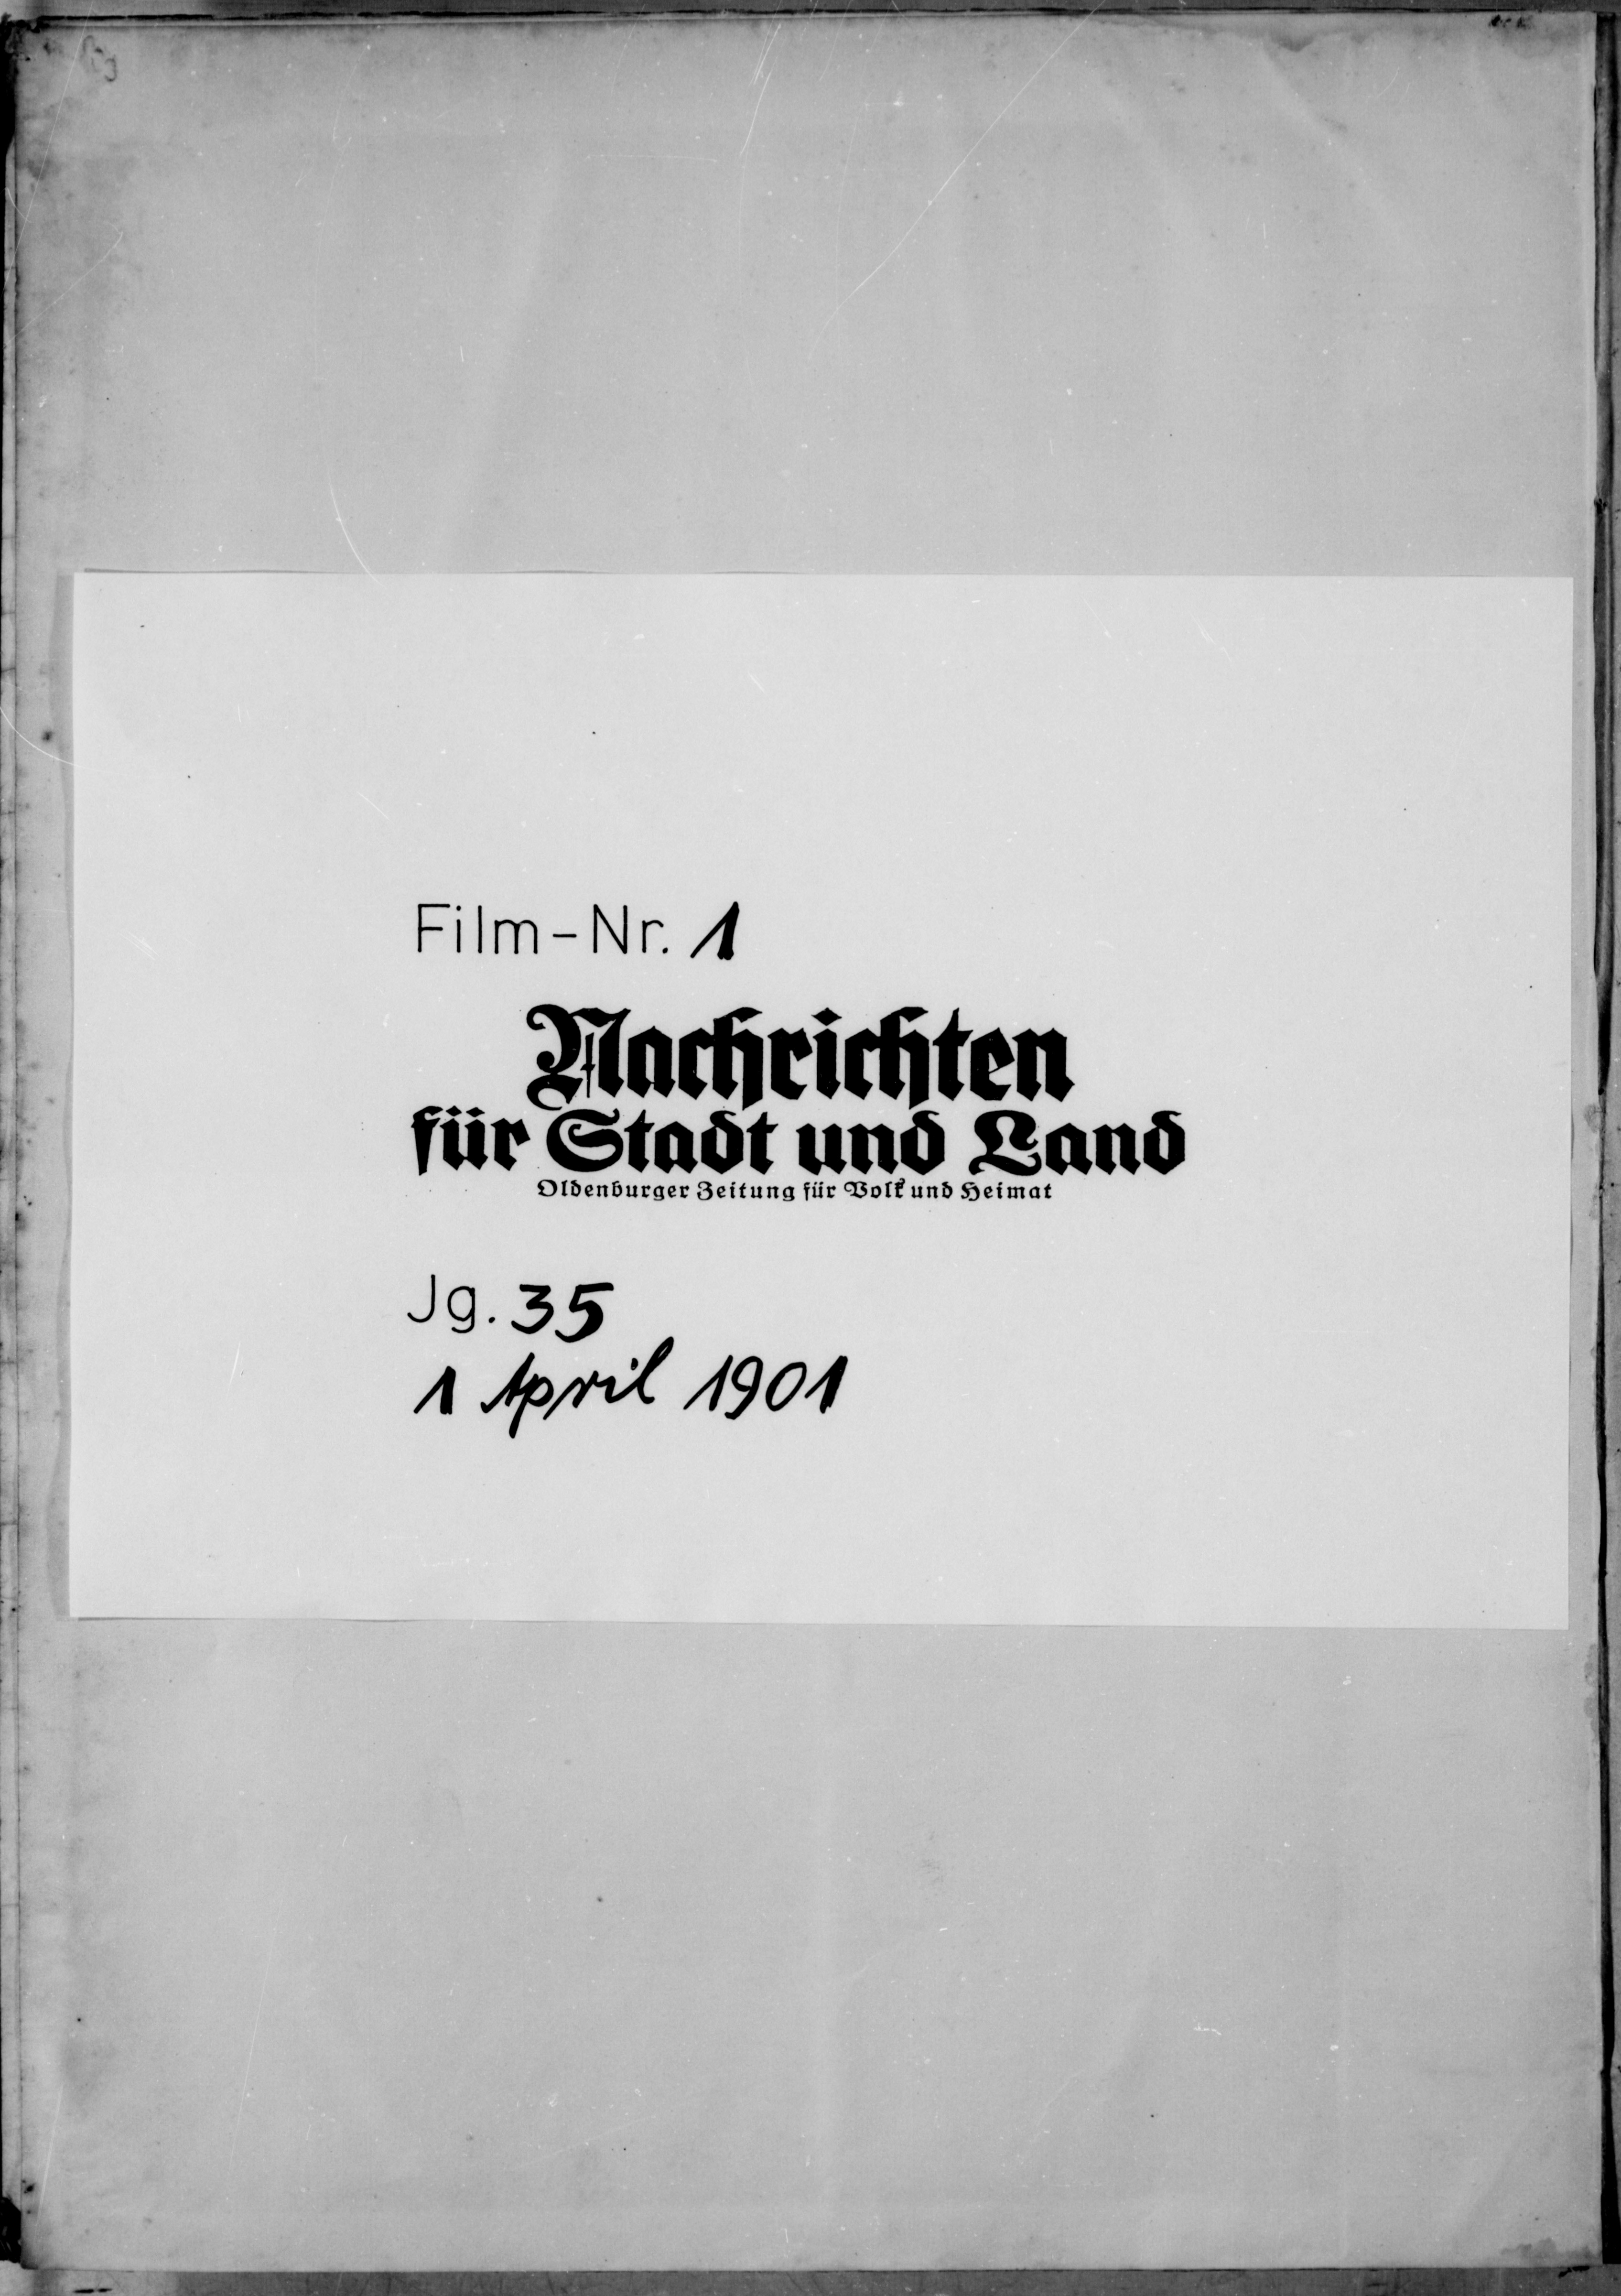 Film-Nr. 1
Nachrichten
für Stadt und Land
Oldenburger Zeitung für Volk und Heimat
Jg. 35
1 April 1901